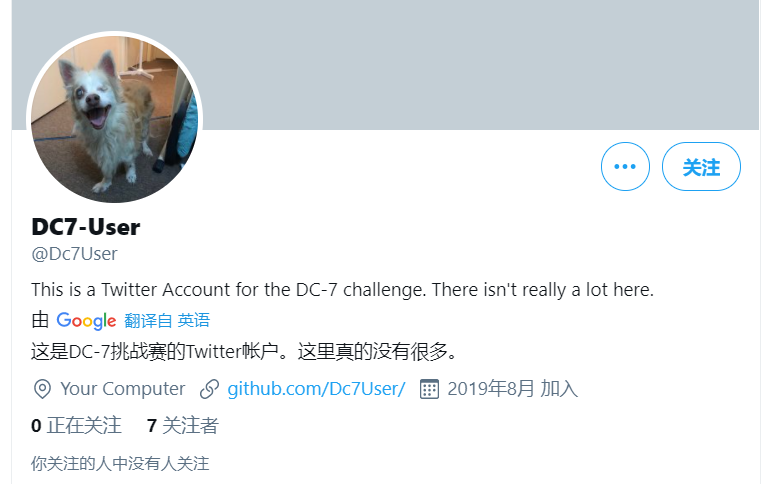 关注
DC7-User
@Dc7User
This is a Twitter Account for the DC-7 challenge. There isn't really a lot here.
由 Google 翻译自 英语
这是DC-7挑战赛的Twitter帐户。这里真的没有很多。
Your Computer github.com/Dc7User/ 2019年8月 加入
0 正在关注 7 关注者
你关注的人中没有人关注